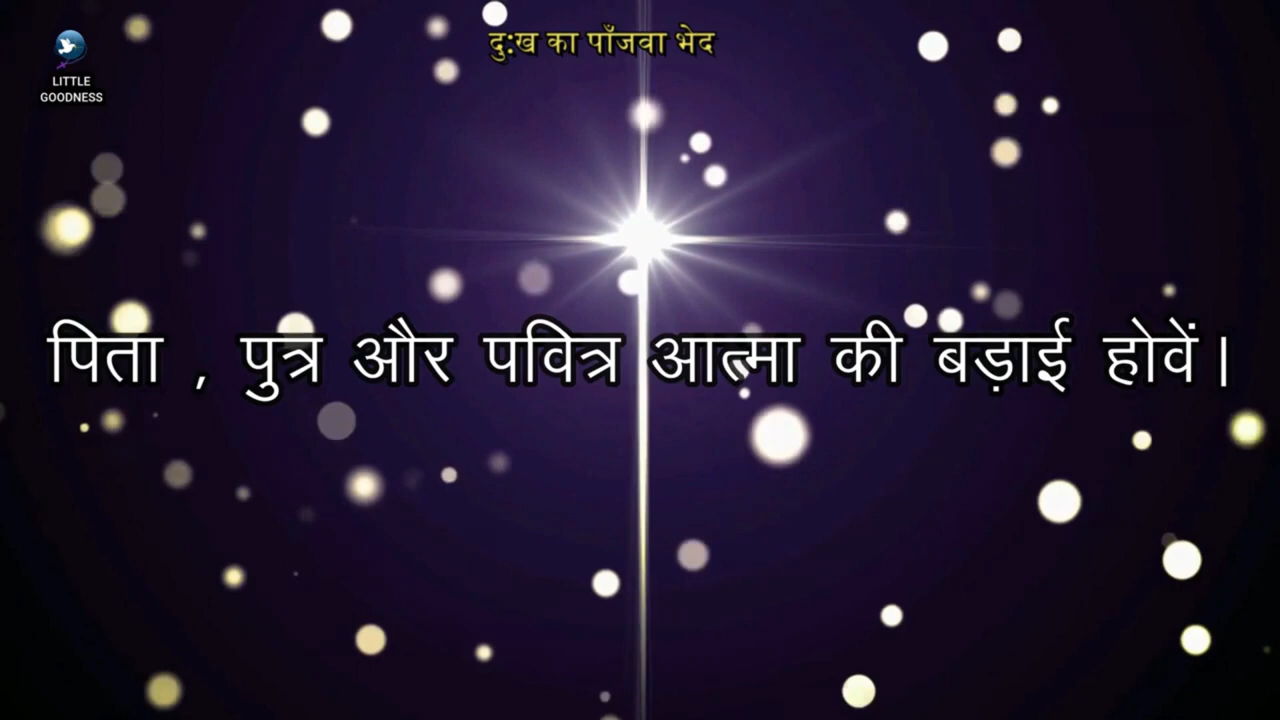 दु:ख का पाँजवा भेद
LITTLE
GOODNESS
पिता , पुत्र और पवित्र आत्मा की बड़ाई होवें।